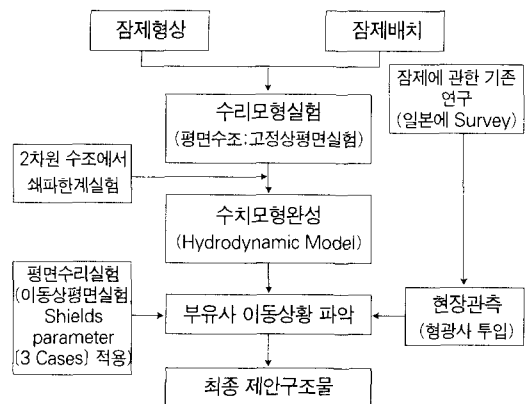 잠제형상
잠제배치
잠제에 관한 기존
연구
(일본에 Survey)
수리모형실험
(평면수조:고정상평면실험)
2차원 수조에서
쇄파한계실험
수치모형완성
(Hydrodynamic Model)
평면수리실험
(이동상평면실험,
Shields
parameter
(3 Cases) 적용)
부유사 이동상황 파악
현장관측
(형광사 투입)
최종 제안구조물